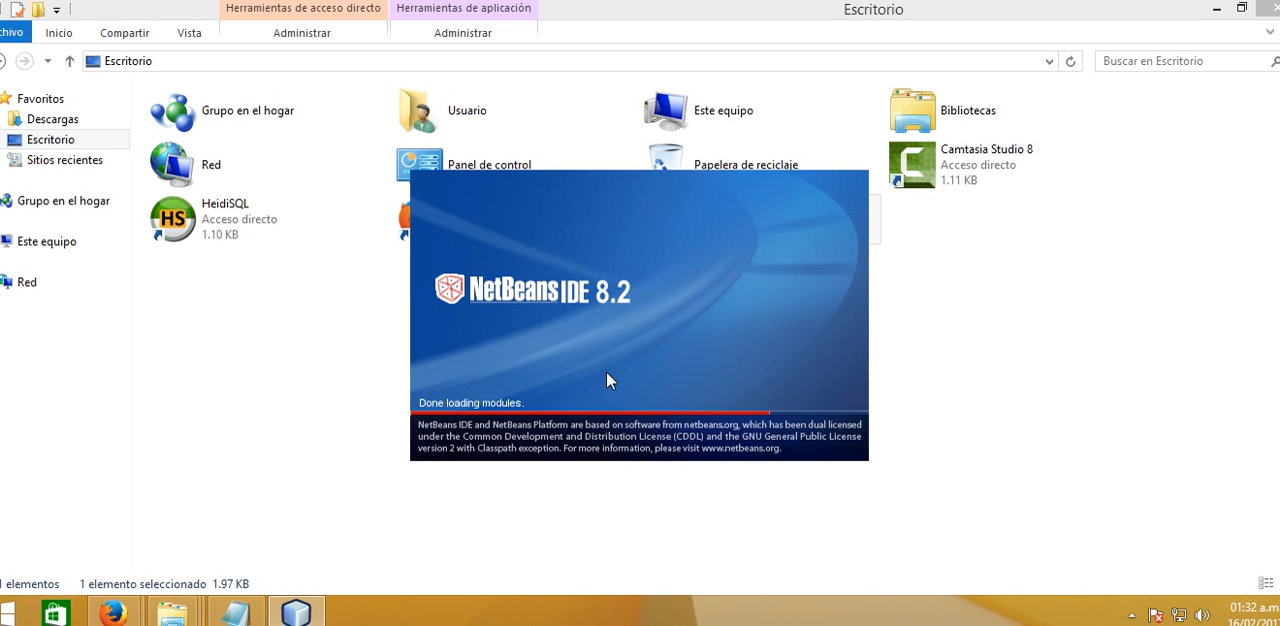 Herramientas de acceso directo
Herramientas de aplicación
Escritorio
Inicio
Compartir
Vista
Administrar
Administrar
Escritorio
Buscar en Escritorio
Favoritos
Descargas
Escritorio
Sitios recientes
Grupo en el hogar
Este equipo
Red
Grupo en el hogar
Usuario
Este equipo
Bibliotecas
Red
Panel de control
Papelera de reciclaje
Camtasia Studio 8
Acceso directo
1.11 KB
HS
HeidiSQL
Acceso directo
1.10 KB
NetBeans IDE 8.2
Done loading modules.
NetBeans IDE and NetBeans Platform are based on software from netbeans.org, which has been dual licensed
under the Common Development and Distribution License (CDDL) and the GNU General Public License
version 2 with Classpath exception. For more information, please visit www.netbeans.org.
elementos
1 elemento seleccionado 1.97 KB
01:32 a.m.